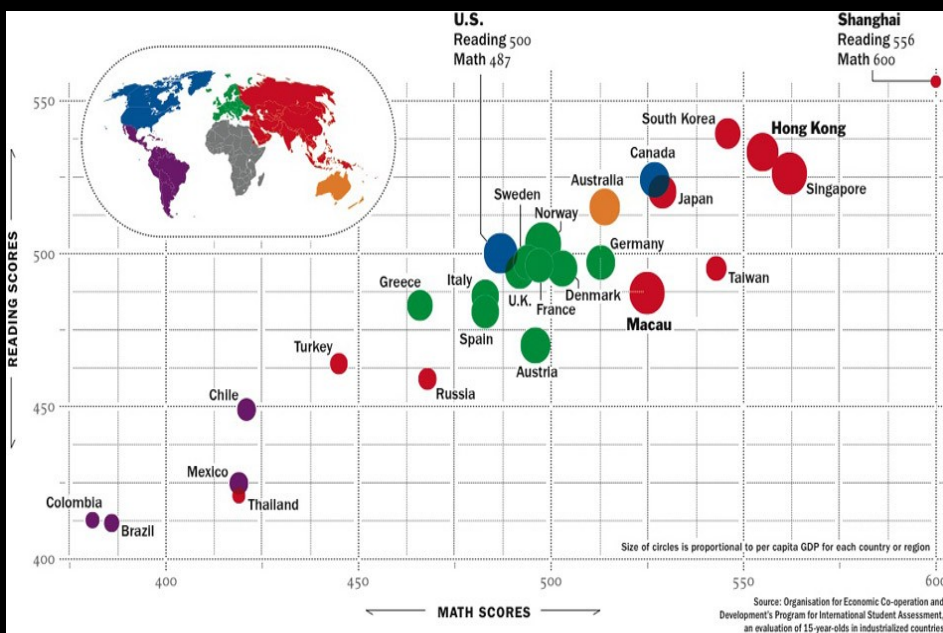 U.S.
Reading 500
Math 487
Shanghai
Reading 556
Math 600
550
South Korea
Hong Kong
Canada
Singapore
Australia
Japan
Sweden
Norway
500
Germany
Taiwan
Greece
Italy
U.K.
France
Denmark
Macau
Spain
Turkey
Austria
Russia
450
Chile
Mexico
Thailand
Colombia
Brazil
Size of circles is proportional to per capita GDP for each country or region
400
400
450
500
550
600
READING SCORES
MATH SCORES
Source: Organisation for Economic Co-operation and
Development's Program for International Student Assessment,
an evaluation of 15-year-olds in industrialized countries